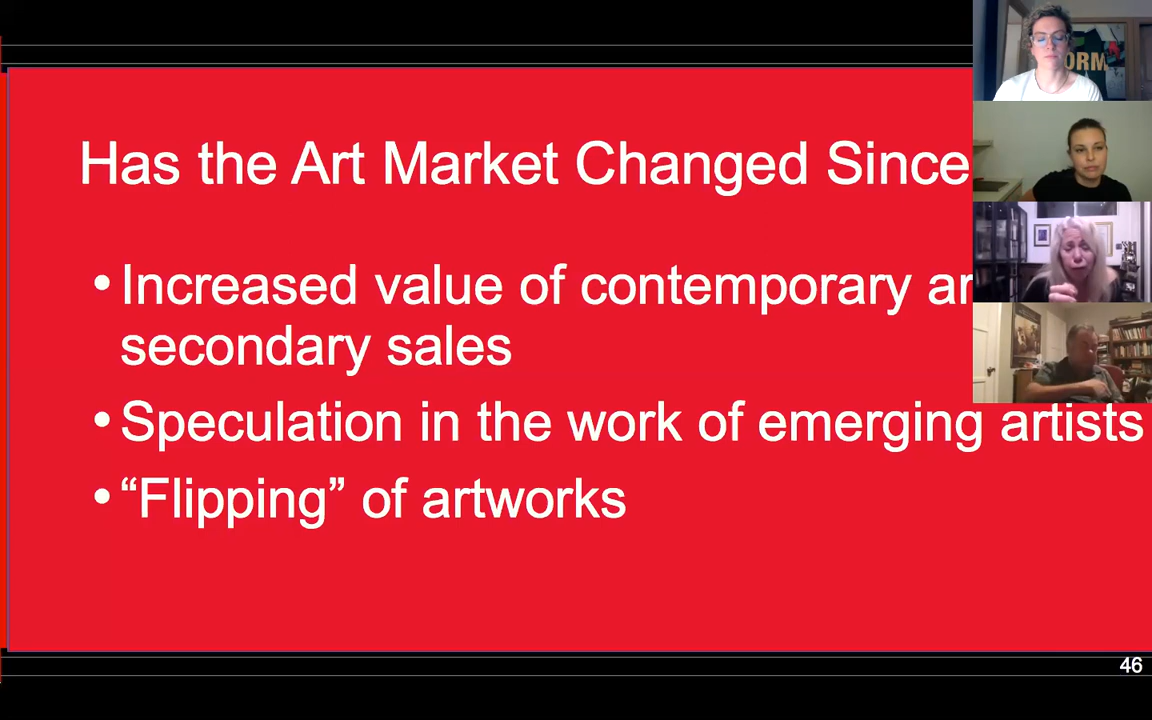 ORM
Has the Art Market Changed Since
• Increased value of contemporary
secondary sales
• Speculation in the work of emerging artists
• “Flipping” of artworks
46